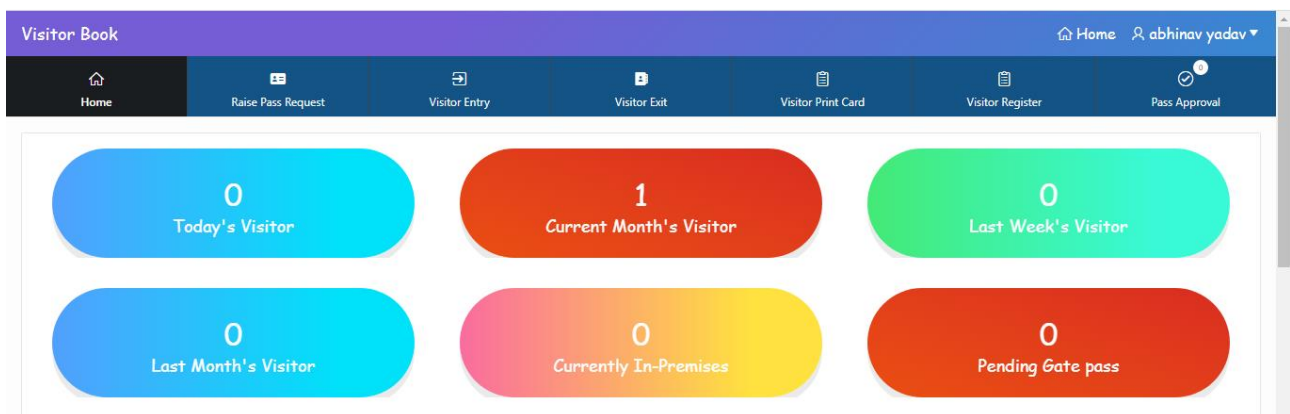 Visitor Book
Home abhinav yadav
0
Home Raise Pass Request Visitor Entry Visitor Exit Visitor Print Card Visitor Register Pass Approval
0 1 0
Today's Visitor Current Month's Visitor Last Week's Visitor
0 0 0
Last Month's Visitor Currently In-Premises Pending Gate pass